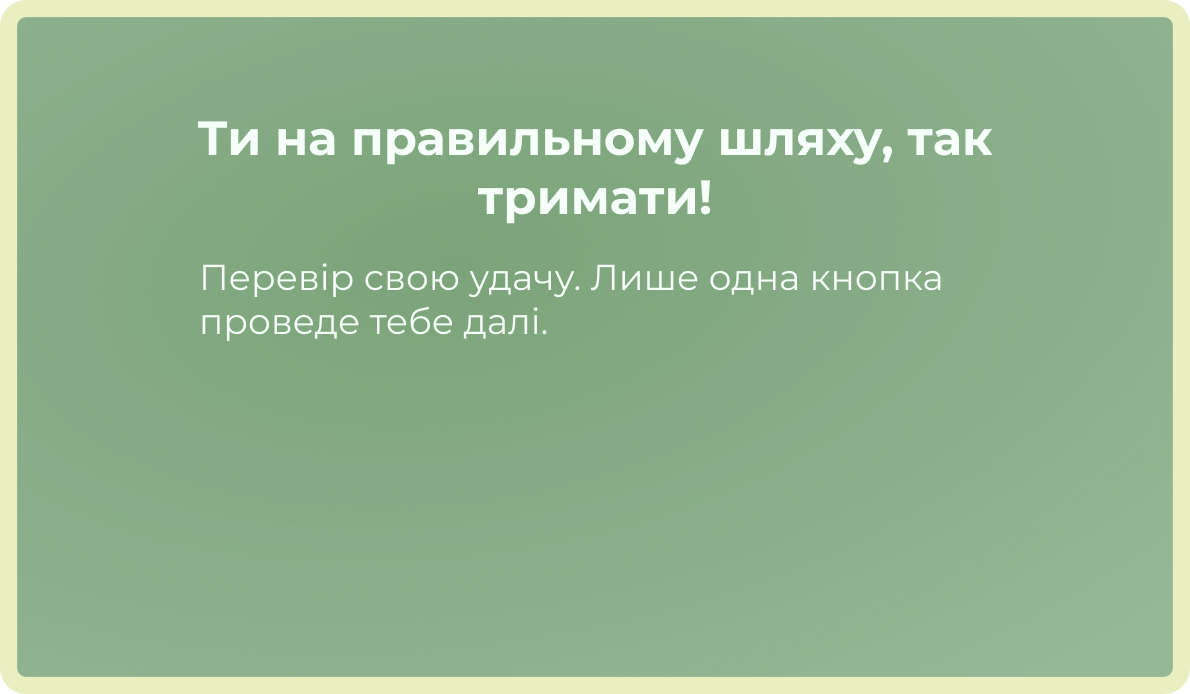 Ти на правильному шляху, так
тримати!
Перевір свою удачу. Лише одна кнопка
проведе тебе далі.